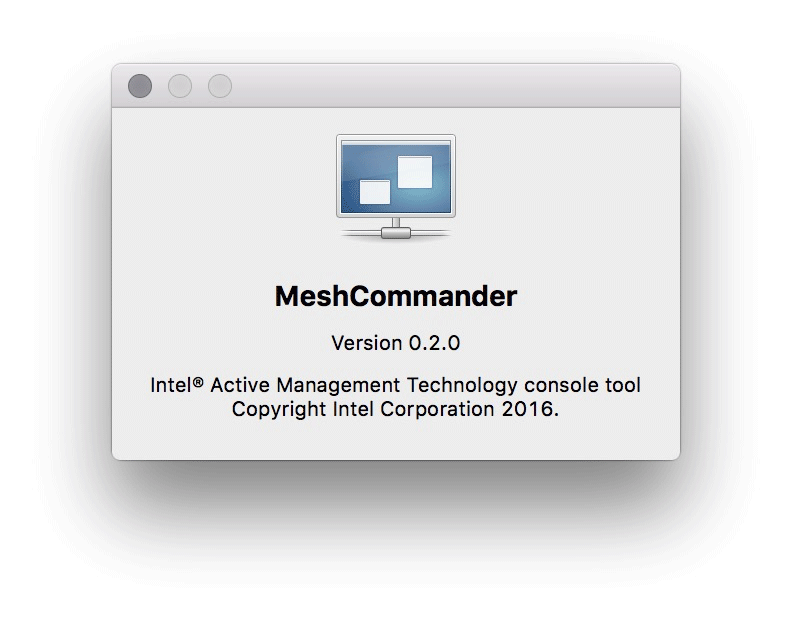 MeshCommander
Version 0.2.0
Intel® Active Management Technology console tool
Copyright Intel Corporation 2016.